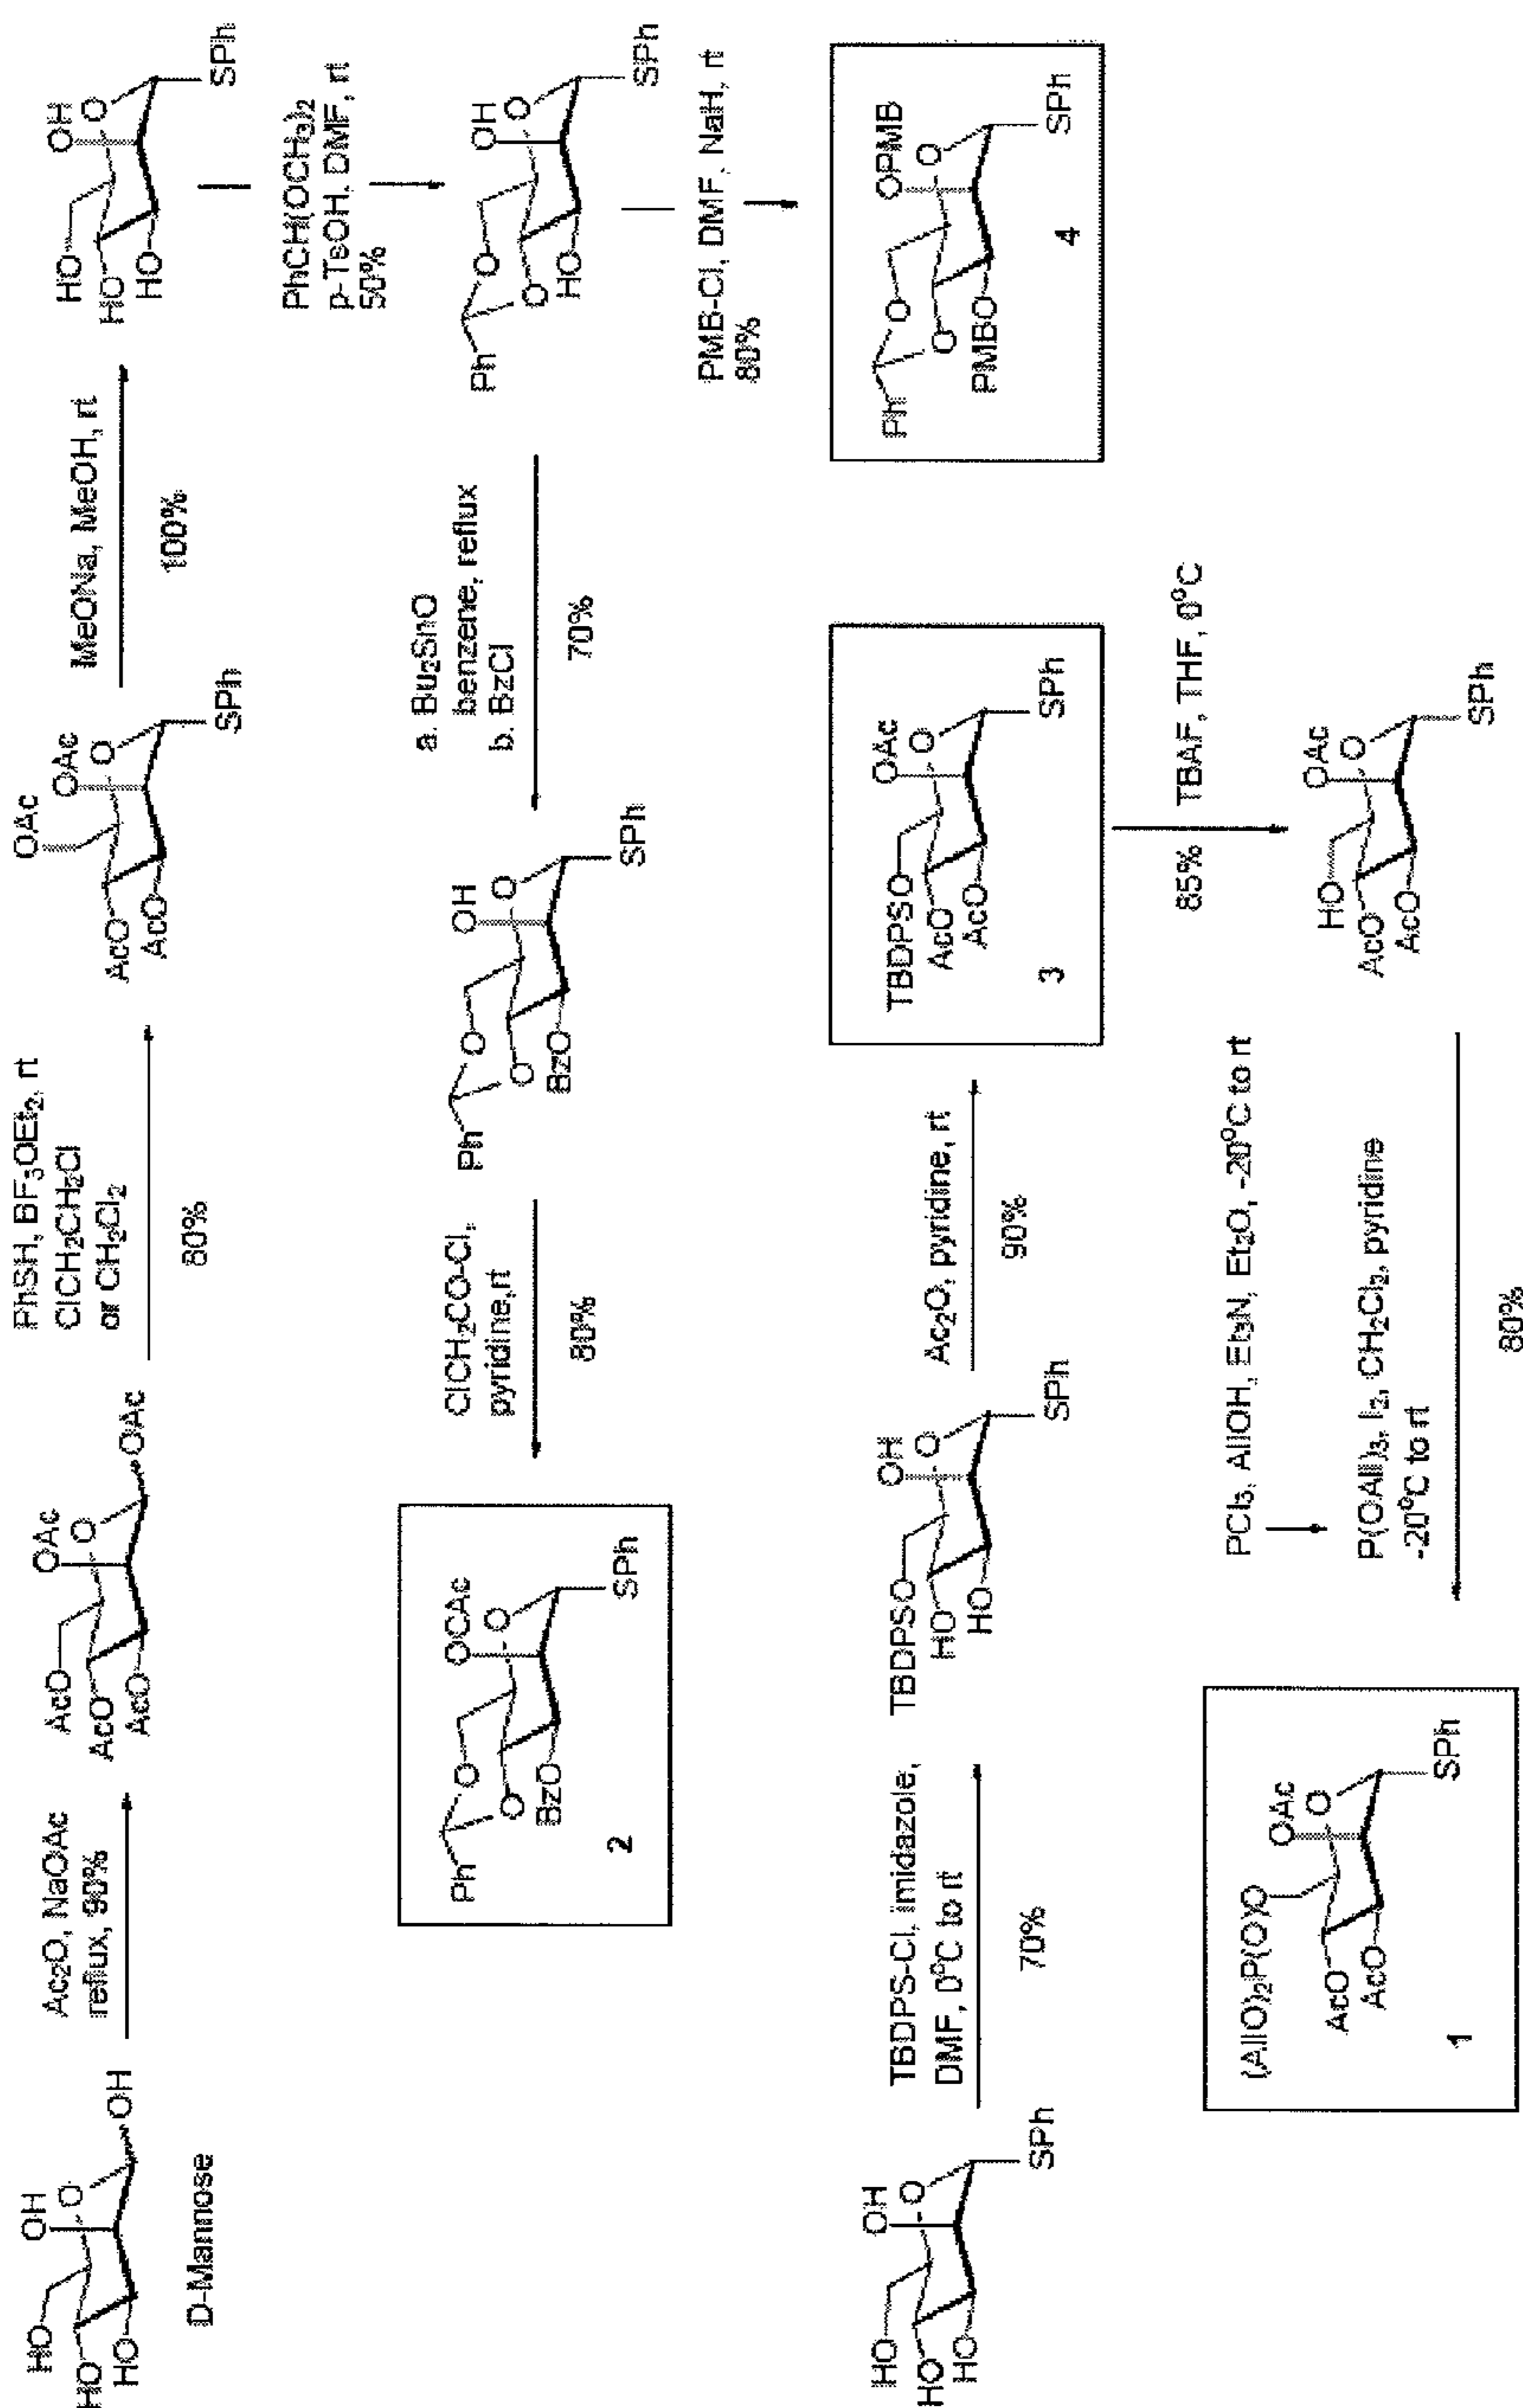 HO
OH
O
HO
HO
OH
D-Mannose
Ac₂O, NaOAc
reflux, 90%
AcO
OAc
O
AcO
AcO
OAc
PhSH, BF₃OEt₂, rt
ClCH₂CH₂Cl
or CH₂Cl₂
80%
OAc
OAc
O
AcO
AcO
SPh
MeONa, MeOH, rt
100%
HO
OH
O
HO
HO
SPh
PhCH(OCH₃)₂
p-TsOH, DMF, rt
50%
Ph
O
O
HO
OH
O
SPh
a. Bu₂SnO
benzene, reflux
b. BzCl
70%
Ph
O
O
BzO
OH
O
SPh
ClCH₂CO-Cl,
pyridine,rt
80%
Ph
O
O
BzO
OCAc
O
SPh
2
PMB-Cl, DMF, NaH, rt
80%
Ph
O
O
PMBO
OPMB
O
SPh
4
HO
OH
O
HO
HO
SPh
TBDPS-Cl, imidazole,
DMF, 0°C to rt
70%
TBDPSO
OH
O
HO
HO
SPh
Ac₂O, pyridine, rt
90%
TBDPSO
OAc
O
AcO
AcO
SPh
3
85%
TBAF, THF, 0°C
HO
OAc
O
AcO
AcO
SPh
PCl₃, AllOH, Et₃N, Et₂O, -20°C to rt
P(OAll)₃, I₂, CH₂Cl₂, pyridine
-20°C to rt
80%
(AllO)₂P(O)O
OAc
O
AcO
AcO
SPh
1